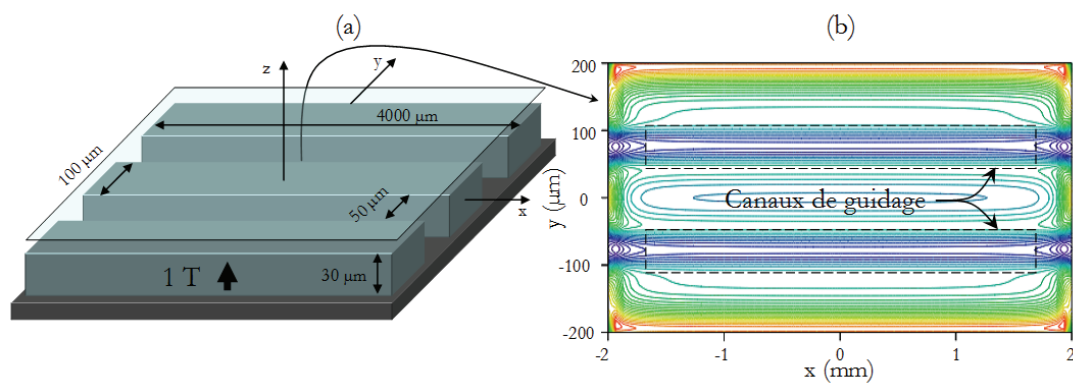 (a)
(b)
z
y
4000 µm
100 µm
50 µm
x
1 T
30 µm
200
100
0
-100
-200
y (µm)
Canaux de guidage
-2
-1
0
1
2
x (mm)